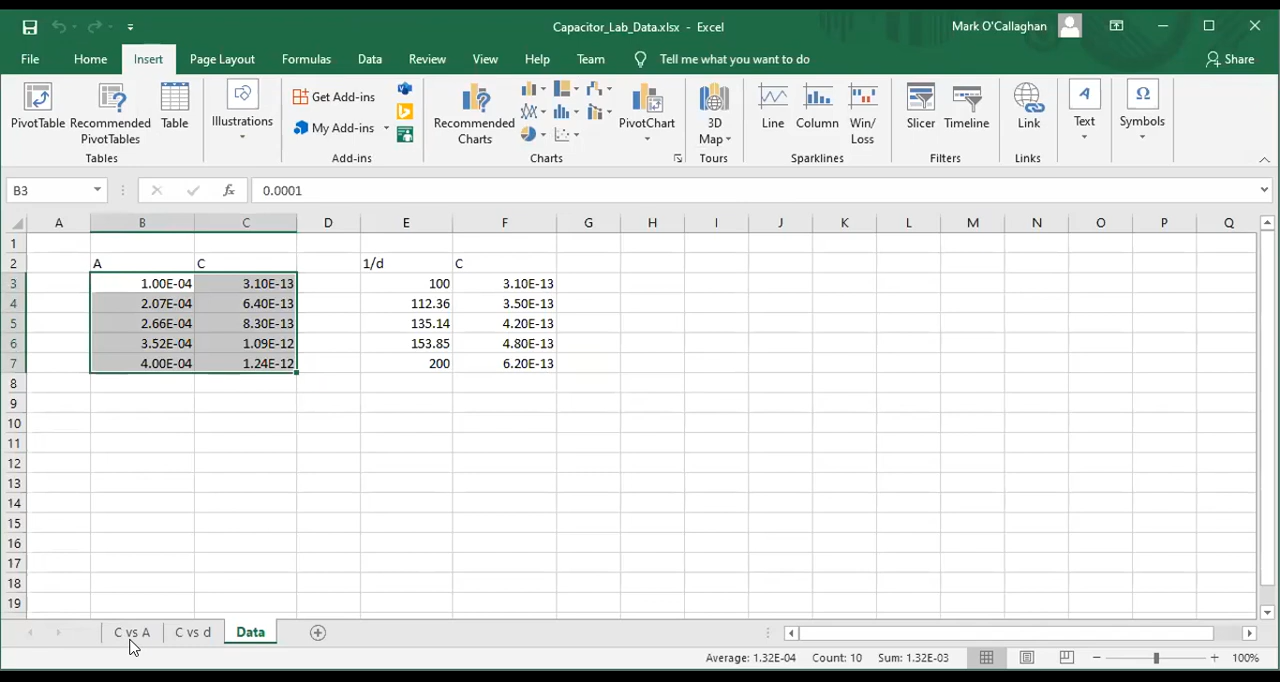 Capacitor_Lab_Data.xlsx - Excel
Mark O'Callaghan
File Home Insert Page Layout Formulas Data Review View Help Team Tell me what you want to do Share
PivotTable
Recommended
PivotTables
Table
Tables
Illustrations
Get Add-ins
My Add-ins
Add-ins
Recommended
Charts
PivotChart
Charts
3D
Map
Tours
Line
Column
Win/
Loss
Sparklines
Slicer
Timeline
Filters
Link
Links
Text
Symbols
Ω
Symbols
B3 fx 0.0001
A B C D E F G H I J K L M N O P Q
1
2 A C 1/d C
3 1.00E-04 3.10E-13 100 3.10E-13
4 2.07E-04 6.40E-13 112.36 3.50E-13
5 2.66E-04 8.30E-13 135.14 4.20E-13
6 3.52E-04 1.09E-12 153.85 4.80E-13
7 4.00E-04 1.24E-12 200 6.20E-13
8
9
10
11
12
13
14
15
16
17
18
19
C vs A C vs d Data
Average: 1.32E-04 Count: 10 Sum: 1.32E-03 100%